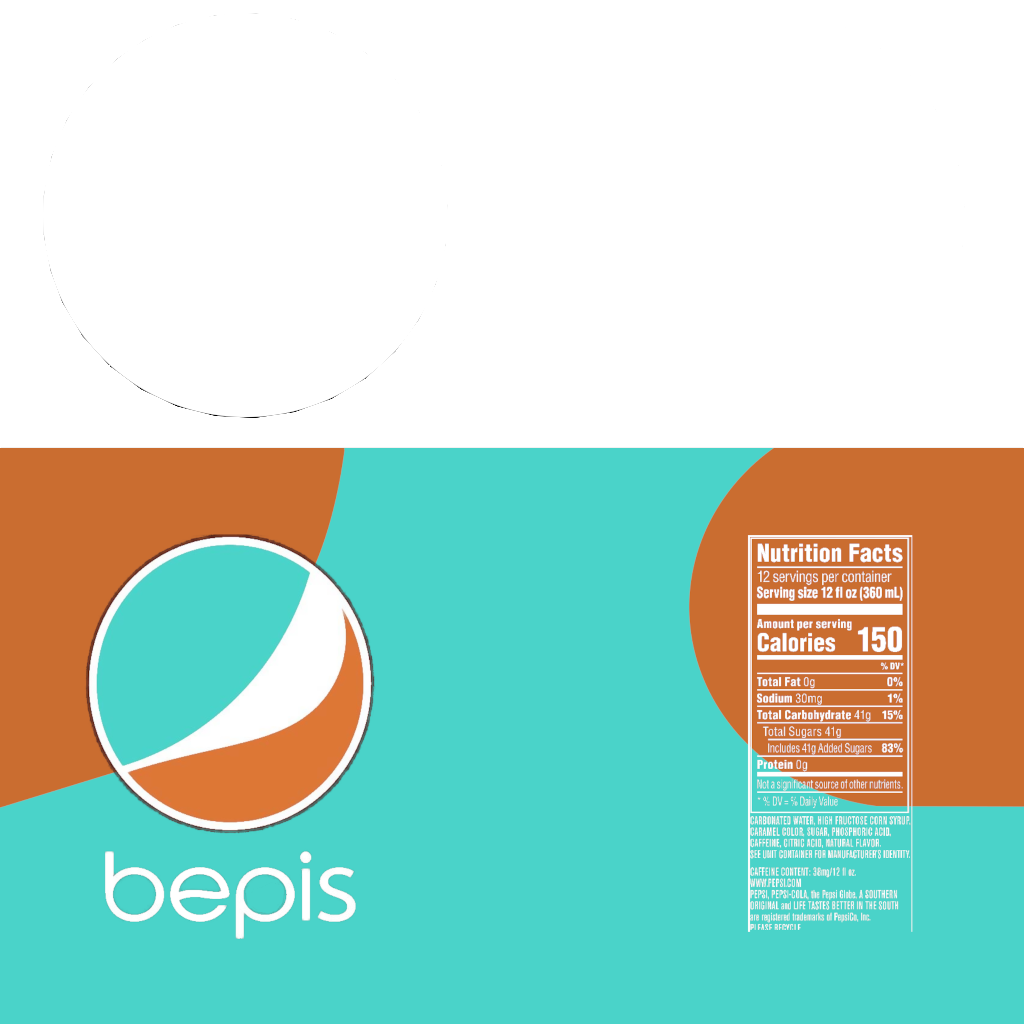 Nutrition Facts
12 servings per container
Serving size 12 fl oz (360 mL)
Amount per serving
Calories 150
% DV*
Total Fat 0g 0%
Sodium 30mg 1%
Total Carbohydrate 41g 15%
Total Sugars 41g
Includes 41g Added Sugars 83%
Protein 0g
Not a significant source of other nutrients.
* % DV = % Daily Value
CARBONATED WATER, HIGH FRUCTOSE CORN SYRUP,
CARAMEL COLOR, SUGAR, PHOSPHORIC ACID,
CAFFEINE, CITRIC ACID, NATURAL FLAVOR.
SEE UNIT CONTAINER FOR MANUFACTURER'S IDENTITY.
CAFFEINE CONTENT: 38mg/12 fl oz.
WWW.PEPSI.COM
PEPSI, PEPSI-COLA, the Pepsi Globe, A SOUTHERN
ORIGINAL and LIFE TASTES BETTER IN THE SOUTH
are registered trademarks of PepsiCo, Inc.
PLEASE RECYCLE
bepis